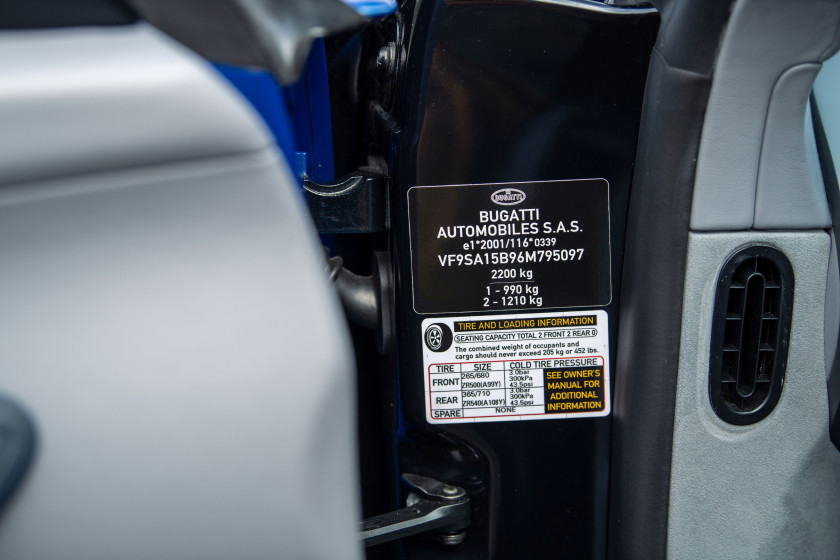 BUGATTI
BUGATTI
AUTOMOBILES S.A.S.
e1*2001/116*0339
VF9SA15B96M795097
2200 kg
1 - 990 kg
2 - 1210 kg
TIRE AND LOADING INFORMATION
SEATING CAPACITY TOTAL 2 FRONT 2 REAR 0
The combined weight of occupants and
cargo should never exceed 205 kg or 452 lbs.
TIRE SIZE COLD TIRE PRESSURE
FRONT 265/680 ZR500(A99Y) 3.0bar 300kPa 43.5psi
REAR 365/710 ZR540(A108Y) 3.0bar 300kPa 43.5psi
SPARE NONE
SEE OWNER'S
MANUAL FOR
ADDITIONAL
INFORMATION